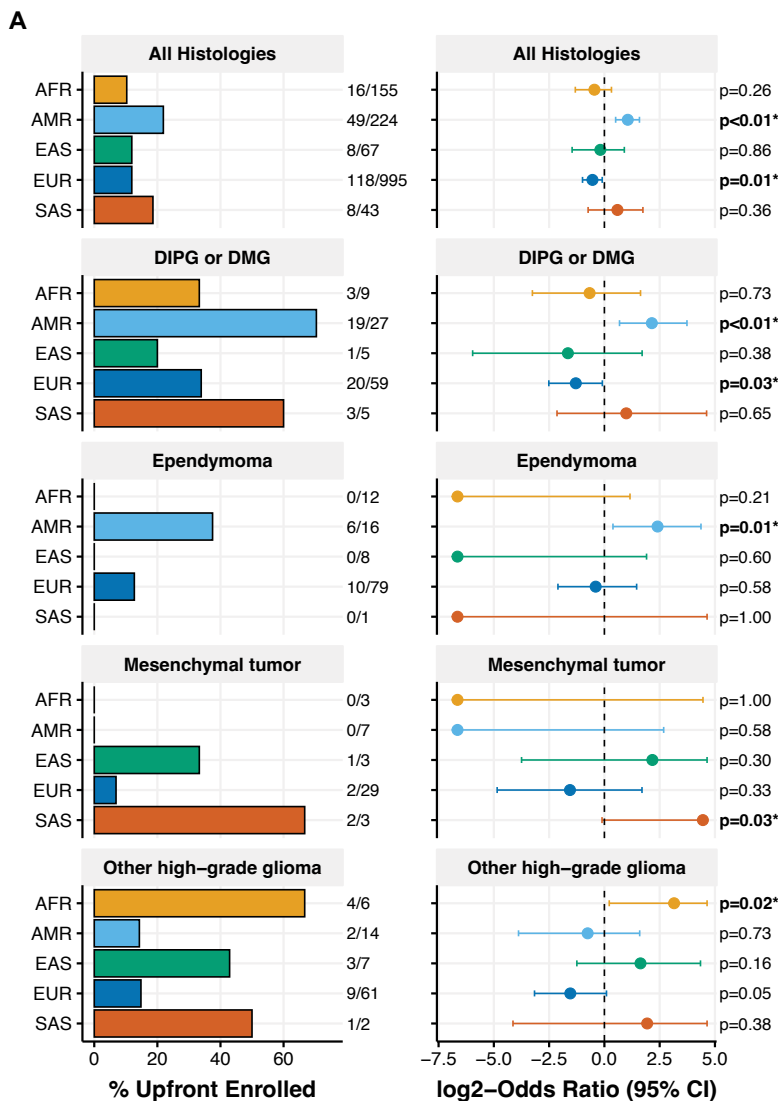 A
All Histologies
All Histologies
AFR 16/155 p=0.26
AMR 49/224 p<0.01*
EAS 8/67 p=0.86
EUR 118/995 p=0.01*
SAS 8/43 p=0.36
DIPG or DMG
DIPG or DMG
AFR 3/9 p=0.73
AMR 19/27 p<0.01*
EAS 1/5 p=0.38
EUR 20/59 p=0.03*
SAS 3/5 p=0.65
Ependymoma
Ependymoma
AFR 0/12 p=0.21
AMR 6/16 p=0.01*
EAS 0/8 p=0.60
EUR 10/79 p=0.58
SAS 0/1 p=1.00
Mesenchymal tumor
Mesenchymal tumor
AFR 0/3 p=1.00
AMR 0/7 p=0.58
EAS 1/3 p=0.30
EUR 2/29 p=0.33
SAS 2/3 p=0.03*
Other high−grade glioma
Other high−grade glioma
AFR 4/6 p=0.02*
AMR 2/14 p=0.73
EAS 3/7 p=0.16
EUR 9/61 p=0.05
SAS 1/2 p=0.38
0 20 40 60
−7.5 −5.0 −2.5 0.0 2.5 5.0
% Upfront Enrolled
log2−Odds Ratio (95% CI)